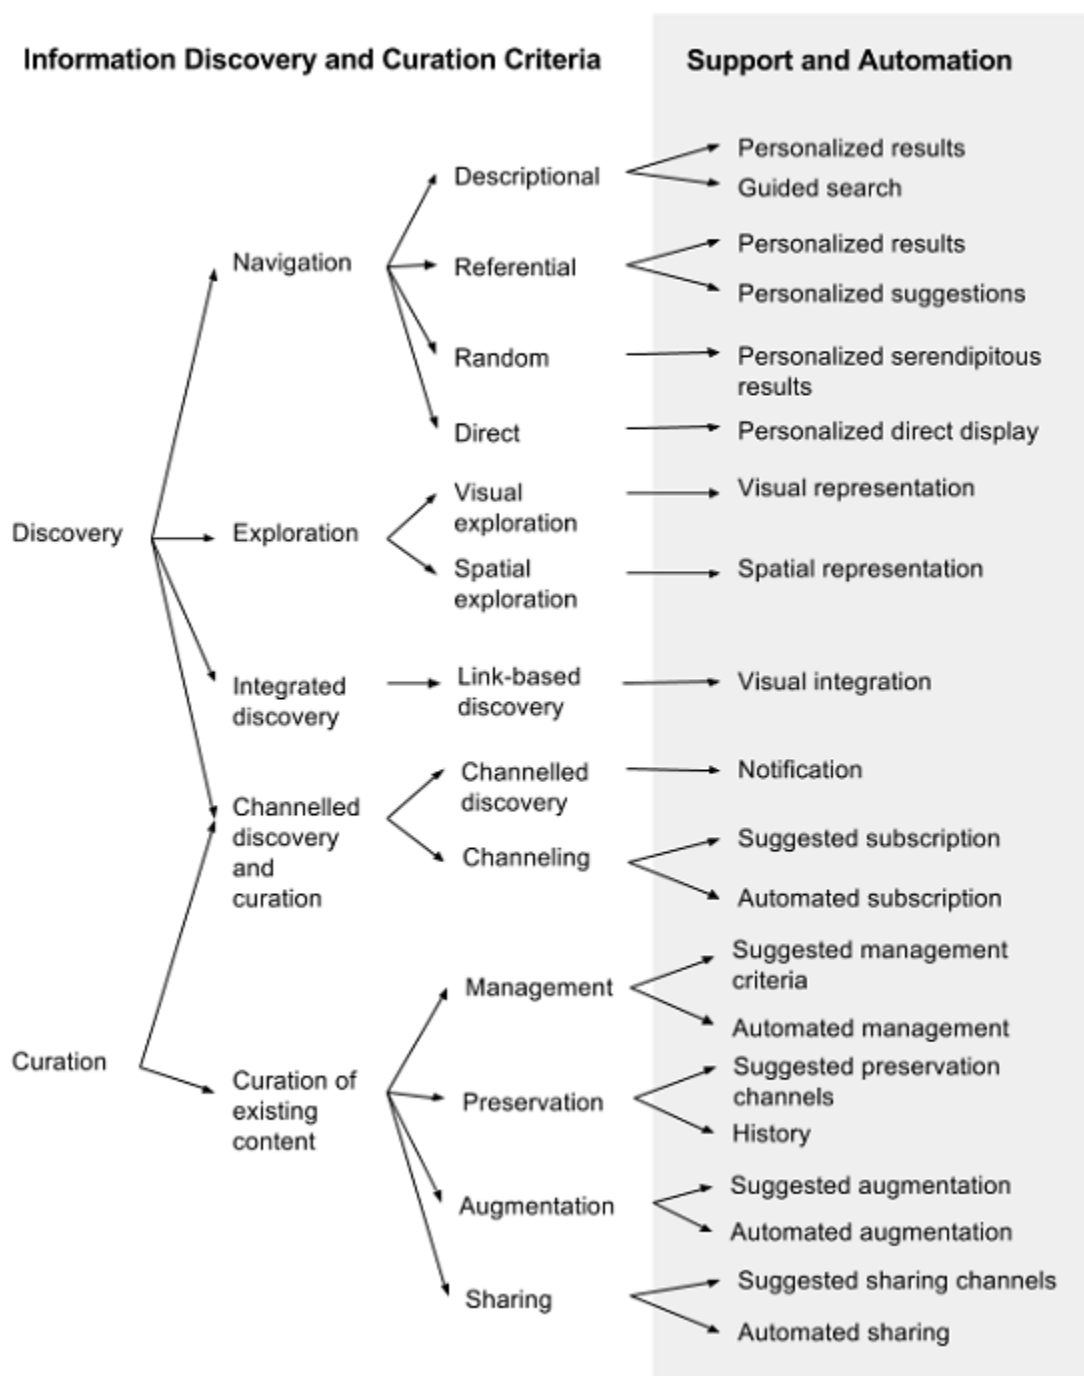 Information Discovery and Curation Criteria
Support and Automation
Discovery
Navigation
Descriptional
Personalized results
Guided search
Referential
Personalized results
Personalized suggestions
Random
Personalized serendipitous
results
Direct
Personalized direct display
Exploration
Visual
exploration
Visual representation
Spatial
exploration
Spatial representation
Integrated
discovery
Link-based
discovery
Visual integration
Channelled
discovery
and
curation
Channelled
discovery
Notification
Channeling
Suggested subscription
Automated subscription
Curation
Curation of
existing
content
Management
Suggested management
criteria
Automated management
Preservation
Suggested preservation
channels
History
Augmentation
Suggested augmentation
Automated augmentation
Sharing
Suggested sharing channels
Automated sharing